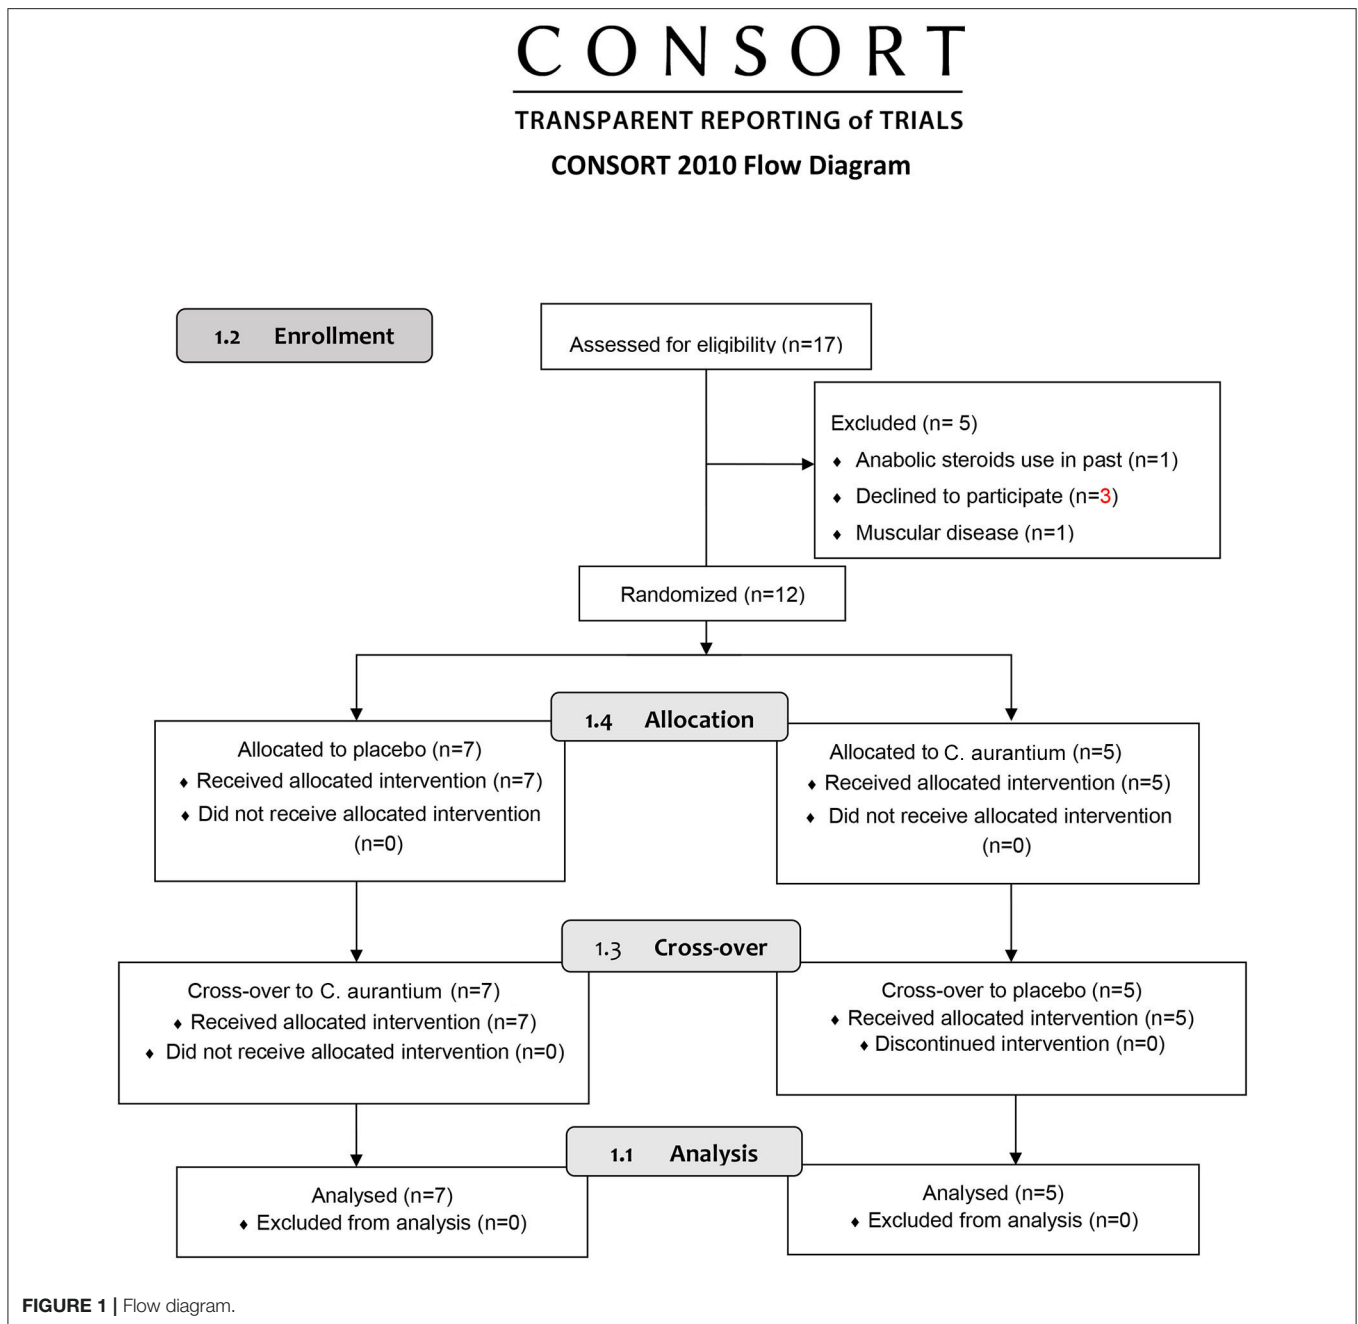 CONSORT
TRANSPARENT REPORTING of TRIALS
CONSORT 2010 Flow Diagram
1.2 Enrollment
Assessed for eligibility (n=17)
Excluded (n= 5)
♦ Anabolic steroids use in past (n=1)
♦ Declined to participate (n=3)
♦ Muscular disease (n=1)
Randomized (n=12)
1.4 Allocation
Allocated to placebo (n=7)
♦ Received allocated intervention (n=7)
♦ Did not receive allocated intervention
(n=0)
Allocated to C. aurantium (n=5)
♦ Received allocated intervention (n=5)
♦ Did not receive allocated intervention
(n=0)
1.3 Cross-over
Cross-over to C. aurantium (n=7)
♦ Received allocated intervention (n=7)
♦ Did not receive allocated intervention (n=0)
Cross-over to placebo (n=5)
♦ Received allocated intervention (n=5)
♦ Discontinued intervention (n=0)
1.1 Analysis
Analysed (n=7)
♦ Excluded from analysis (n=0)
Analysed (n=5)
♦ Excluded from analysis (n=0)
FIGURE 1 | Flow diagram.